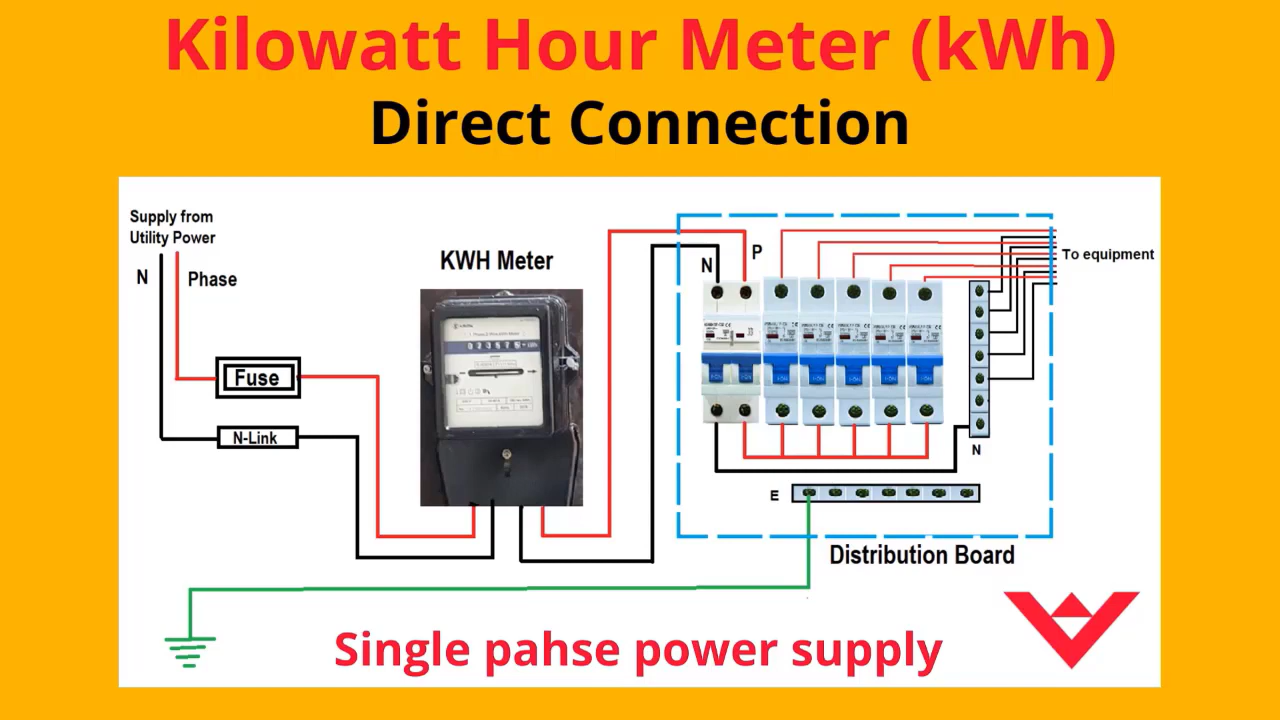 Kilowatt Hour Meter (kWh)
Direct Connection
Supply from
Utility Power
N
Phase
KWH Meter
N
P
To equipment
Fuse
N-Link
N
E
Distribution Board
Single pahse power supply